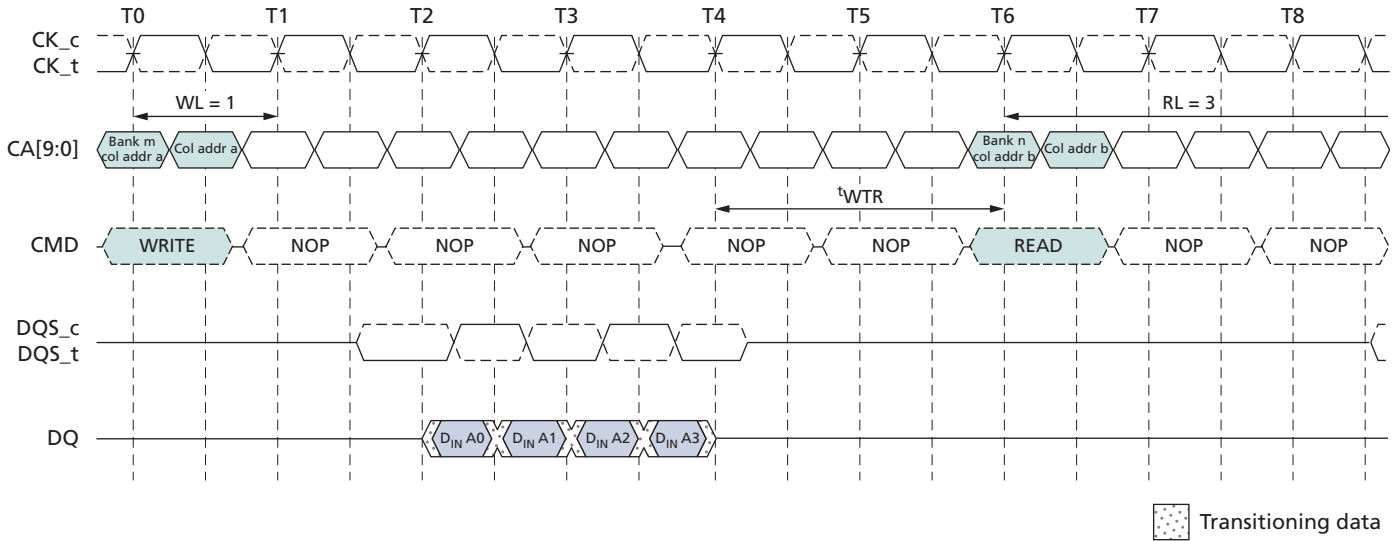 T0 T1 T2 T3 T4 T5 T6 T7 T8
CK_c
CK_t
WL = 1 RL = 3
CA[9:0] Bank m col addr a Col addr a Bank n col addr b Col addr b
tWTR
CMD WRITE NOP NOP NOP NOP NOP READ NOP NOP
DQS_c
DQS_t
DQ DIN A0 DIN A1 DIN A2 DIN A3
Transitioning data